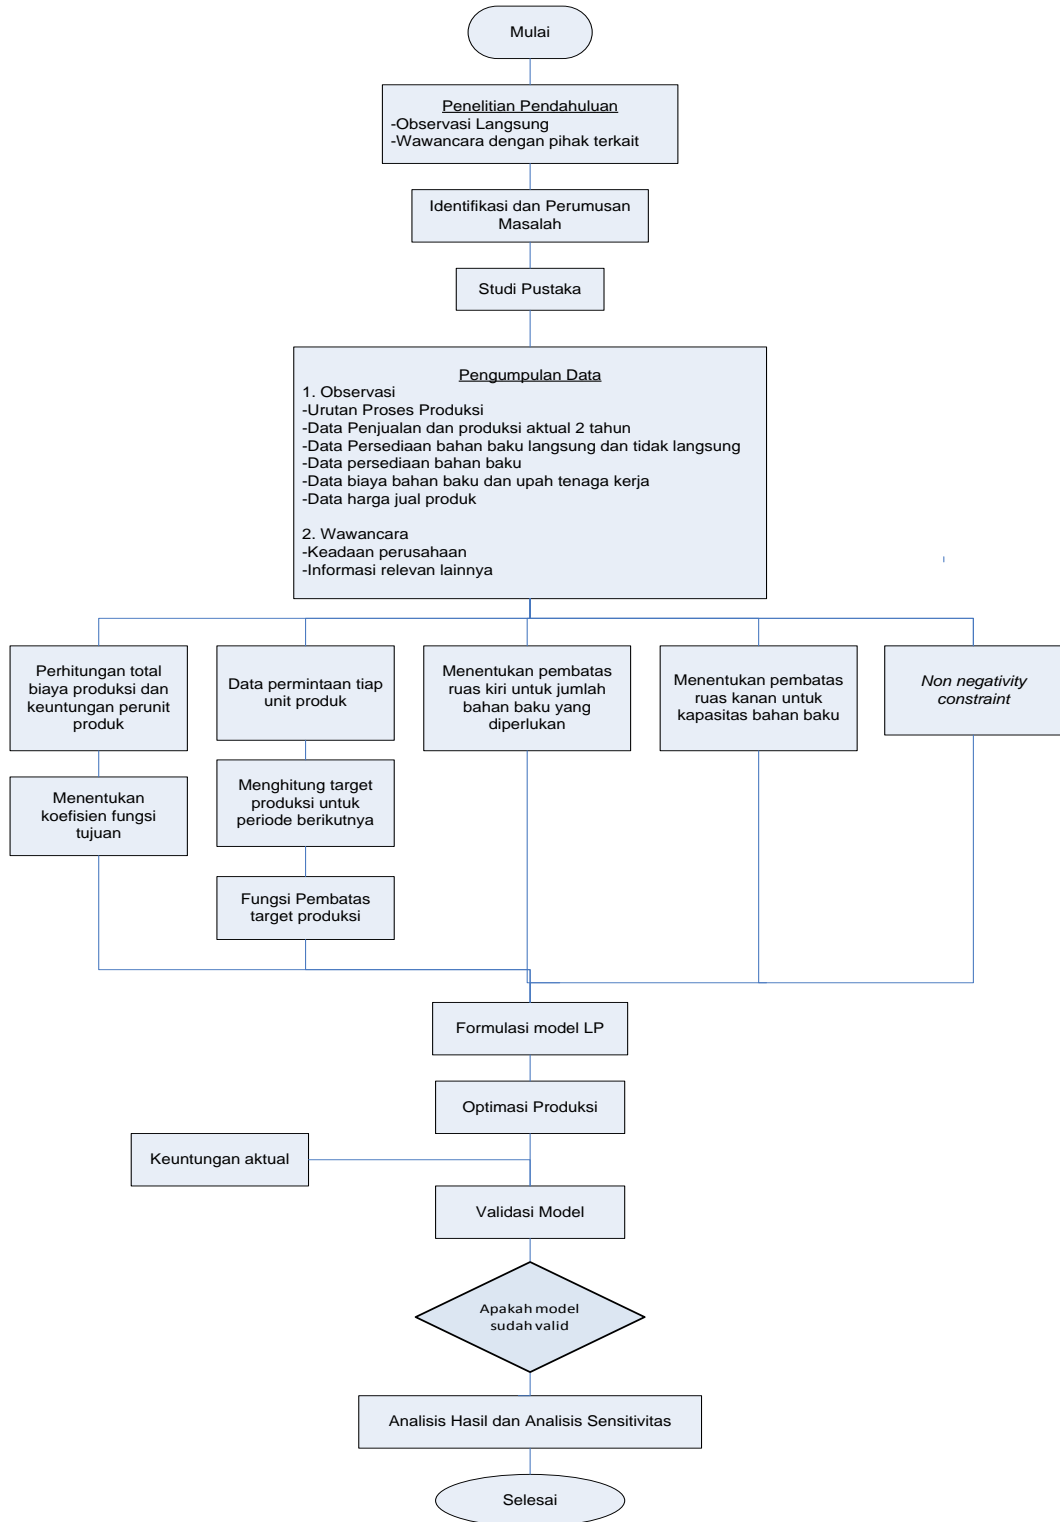 Mulai
Penelitian Pendahuluan
-Observasi Langsung
-Wawancara dengan pihak terkait
Identifikasi dan Perumusan
Masalah
Studi Pustaka
Pengumpulan Data
1. Observasi
-Urutan Proses Produksi
-Data Penjualan dan produksi aktual 2 tahun
-Data Persediaan bahan baku langsung dan tidak langsung
-Data persediaan bahan baku
-Data biaya bahan baku dan upah tenaga kerja
-Data harga jual produk
2. Wawancara
-Keadaan perusahaan
-Informasi relevan lainnya
Perhitungan total
biaya produksi dan
keuntungan perunit
produk
Data permintaan tiap
unit produk
Menentukan pembatas
ruas kiri untuk jumlah
bahan baku yang
diperlukan
Menentukan pembatas
ruas kanan untuk
kapasitas bahan baku
Non negativity
constraint
Menentukan
koefisien fungsi
tujuan
Menghitung target
produksi untuk
periode berikutnya
Fungsi Pembatas
target produksi
Formulasi model LP
Optimasi Produksi
Keuntungan aktual
Validasi Model
Apakah model
sudah valid
Analisis Hasil dan Analisis Sensitivitas
Selesai